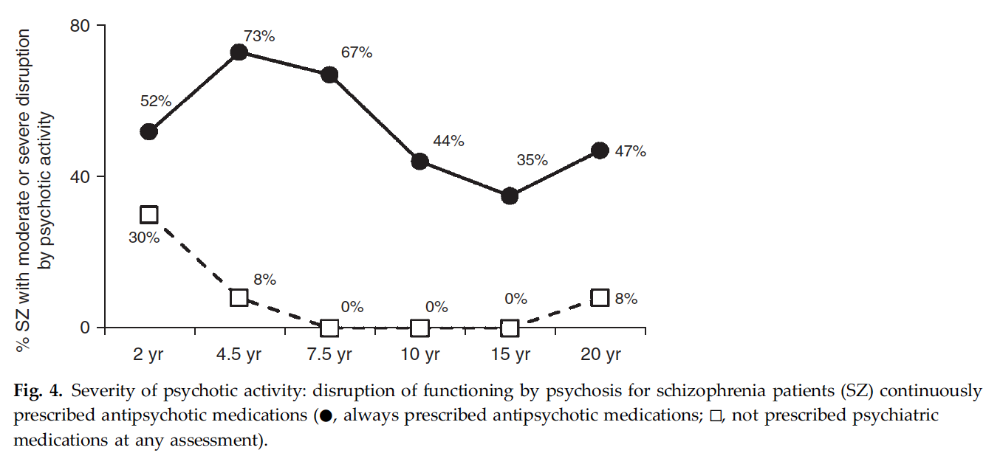 % SZ with moderate or severe disruption
by psychotic activity
80
40
0
73%
67%
52%
44%
35%
47%
30%
8%
0%
0%
0%
8%
2 yr 4.5 yr 7.5 yr 10 yr 15 yr 20 yr
Fig. 4. Severity of psychotic activity: disruption of functioning by psychosis for schizophrenia patients (SZ) continuously
prescribed antipsychotic medications (●, always prescribed antipsychotic medications; □, not prescribed psychiatric
medications at any assessment).